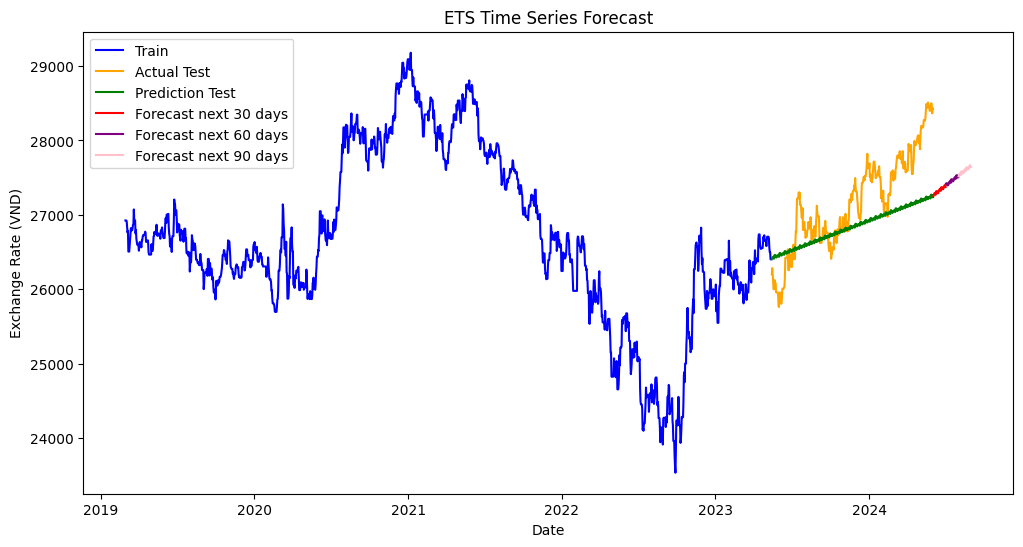 ETS Time Series Forecast
Train
Actual Test
Prediction Test
Forecast next 30 days
Forecast next 60 days
Forecast next 90 days
Exchange Rate (VND)
29000
28000
27000
26000
25000
24000
2019 2020 2021 2022 2023 2024
Date